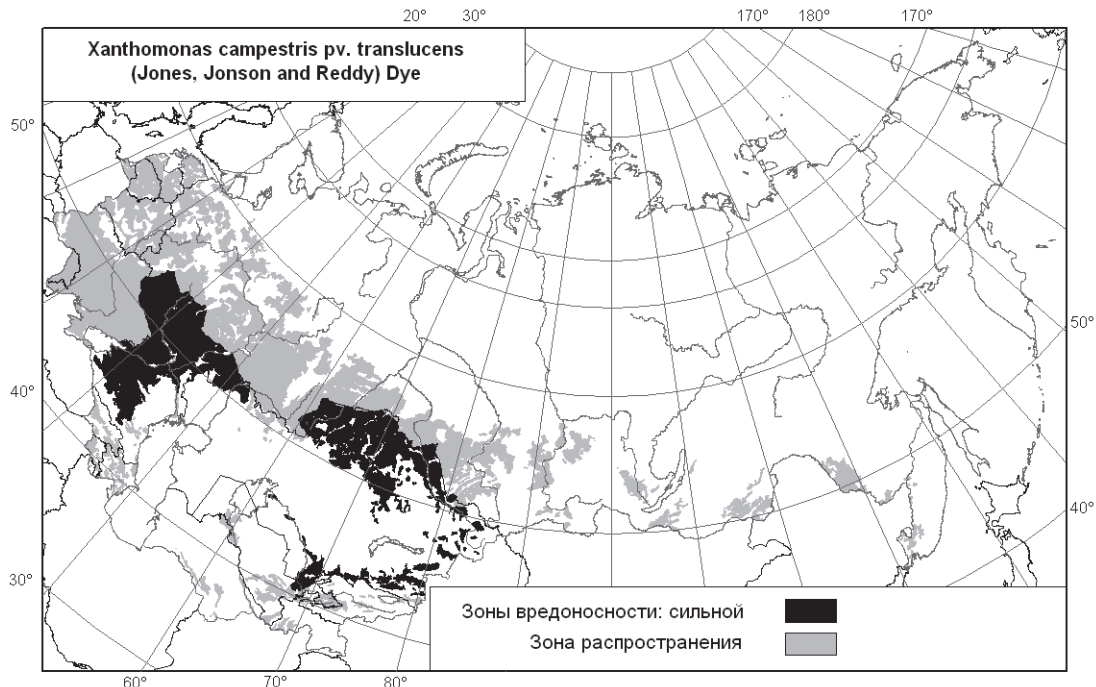 20° 30° 170° 180° 170°
Xanthomonas campestris pv. translucens
(Jones, Jonson and Reddy) Dye
50°
50°
40°
40°
30°
Зоны вредоносности: сильной
Зона распространения
60° 70° 80°